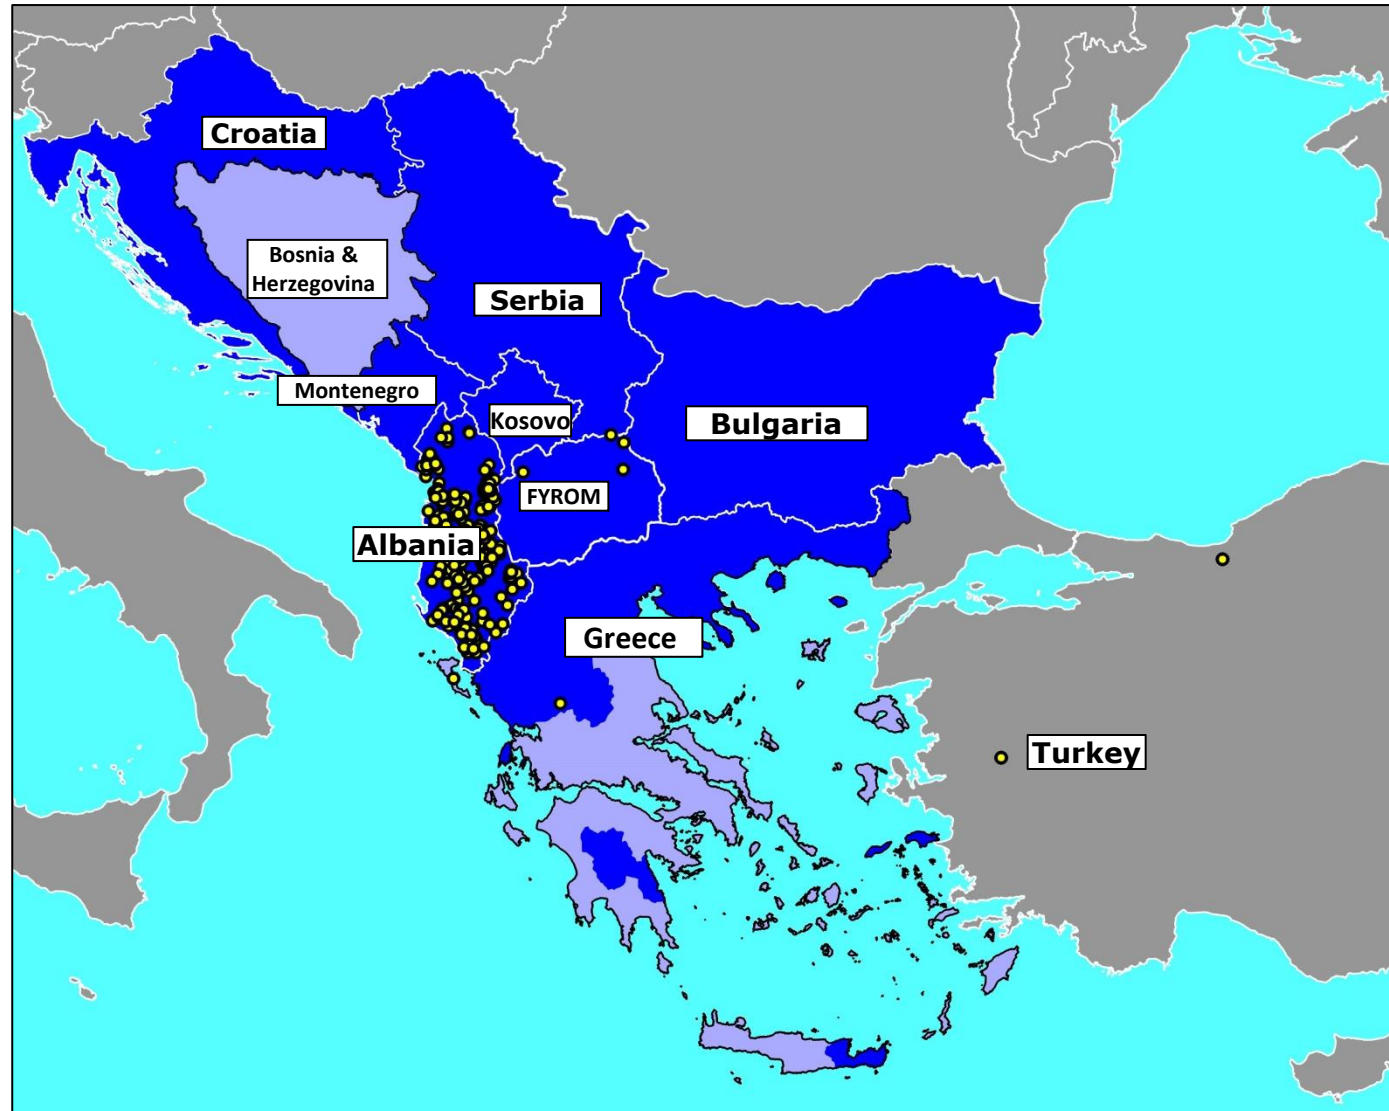 Croatia
Bosnia &
Herzegovina
Serbia
Montenegro
Kosovo
Bulgaria
FYROM
Albania
Greece
Turkey